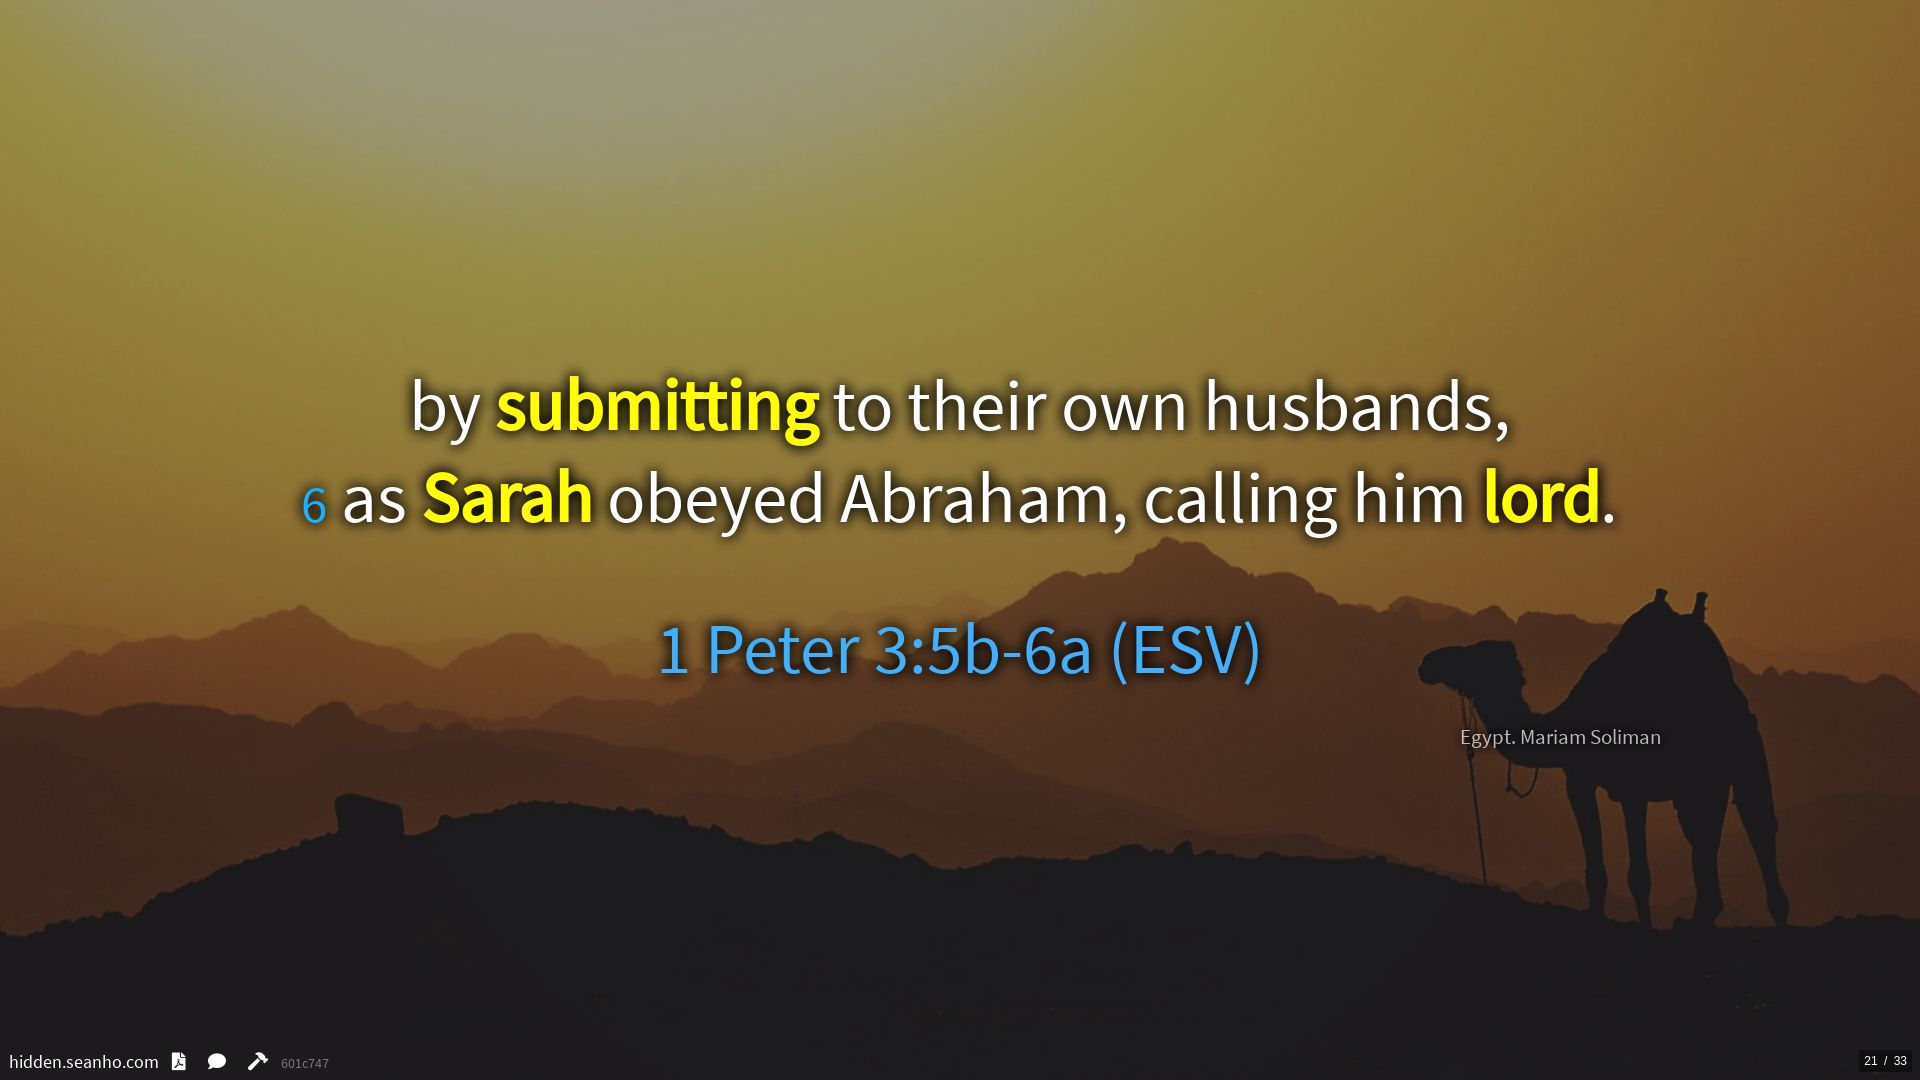 by submitting to their own husbands,
6 as Sarah obeyed Abraham, calling him lord.
1 Peter 3:5b-6a (ESV)
Egypt. Mariam Soliman
hidden.seanho.com 601c747
21 / 33